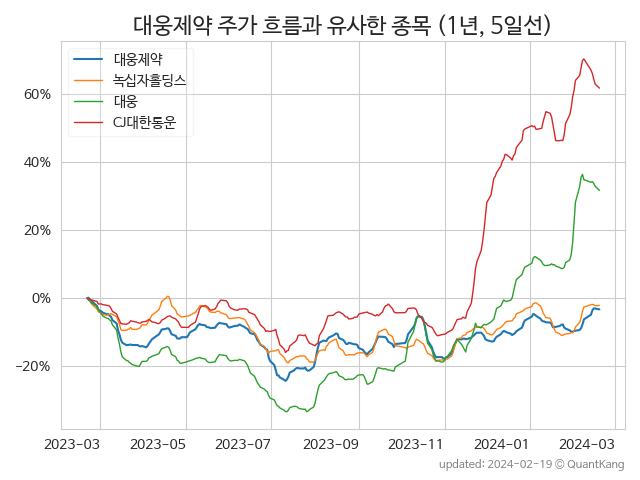 대웅제약 주가 흐름과 유사한 종목 (1년, 5일선)
대웅제약
녹십자홀딩스
대웅
CJ대한통운
60%
40%
20%
0%
−20%
2023-03 2023-05 2023-07 2023-09 2023-11 2024-01 2024-03
updated: 2024-02-19 © QuantKang